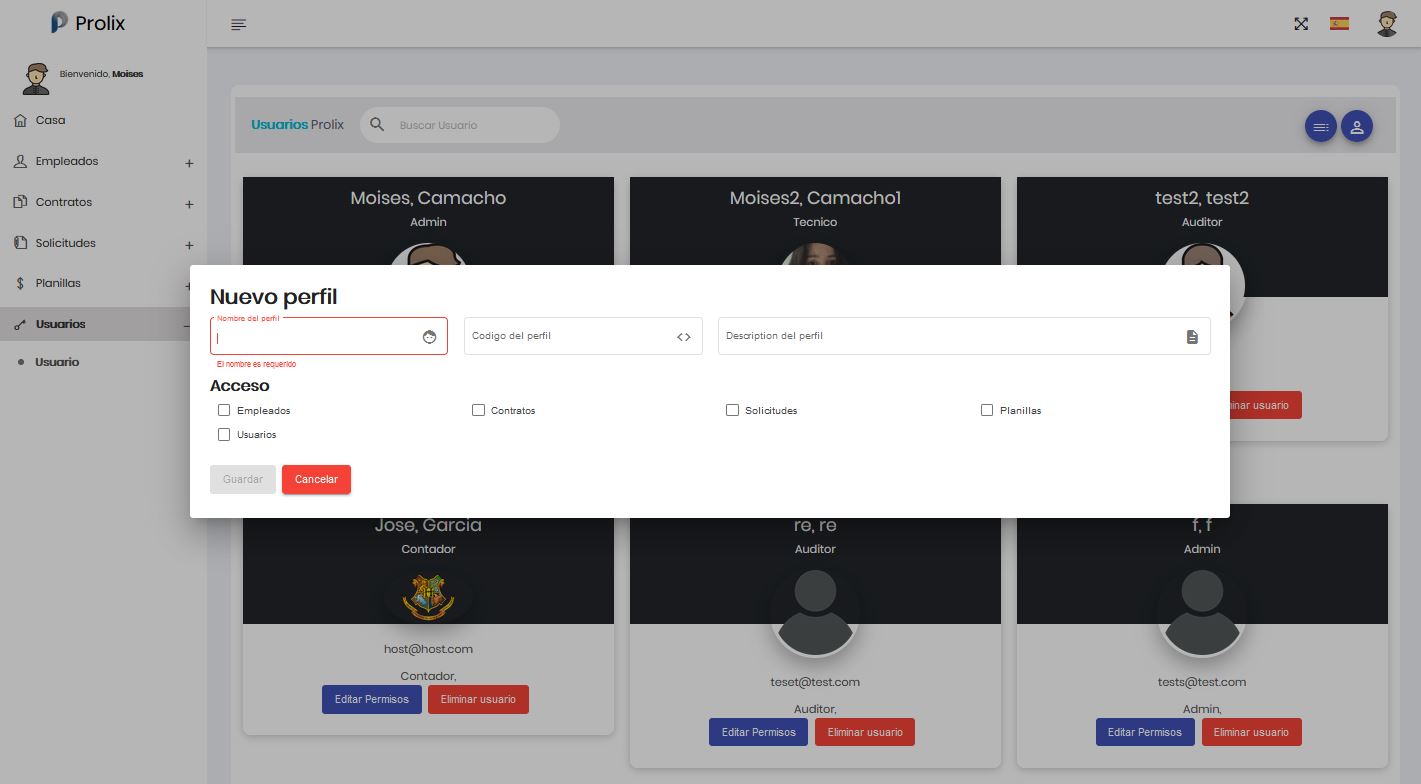 Prolix
Bienvenido, Moises
Casa
Empleados
Contratos
Solicitudes
Planillas
Usuarios
Usuario
Usuarios Prolix
Buscar Usuario
Moises, Camacho
Admin
Moises2, Camacho1
Tecnico
test2, test2
Auditor
Nuevo perfil
Nombre del perfil
El nombre es requerido
Codigo del perfil
Description del perfil
Acceso
Empleados
Contratos
Solicitudes
Planillas
Usuarios
Guardar
Cancelar
usuario
Jose, Garcia
Contador
host@host.com
Contador,
Editar Permisos
Eliminar usuario
re, re
Auditor
teset@test.com
Auditor,
Editar Permisos
Eliminar usuario
f, f
Admin
tests@test.com
Admin,
Editar Permisos
Eliminar usuario